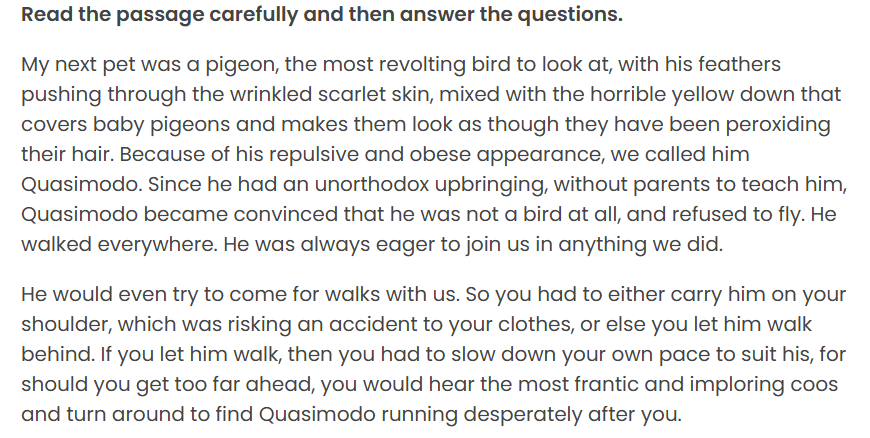 Read the passage carefully and then answer the questions.
My next pet was a pigeon, the most revolting bird to look at, with his feathers
pushing through the wrinkled scarlet skin, mixed with the horrible yellow down that
covers baby pigeons and makes them look as though they have been peroxiding
their hair. Because of his repulsive and obese appearance, we called him
Quasimodo. Since he had an unorthodox upbringing, without parents to teach him,
Quasimodo became convinced that he was not a bird at all, and refused to fly. He
walked everywhere. He was always eager to join us in anything we did.
He would even try to come for walks with us. So you had to either carry him on your
shoulder, which was risking an accident to your clothes, or else you let him walk
behind. If you let him walk, then you had to slow down your own pace to suit his, for
should you get too far ahead, you would hear the most frantic and imploring coos
and turn around to find Quasimodo running desperately after you.